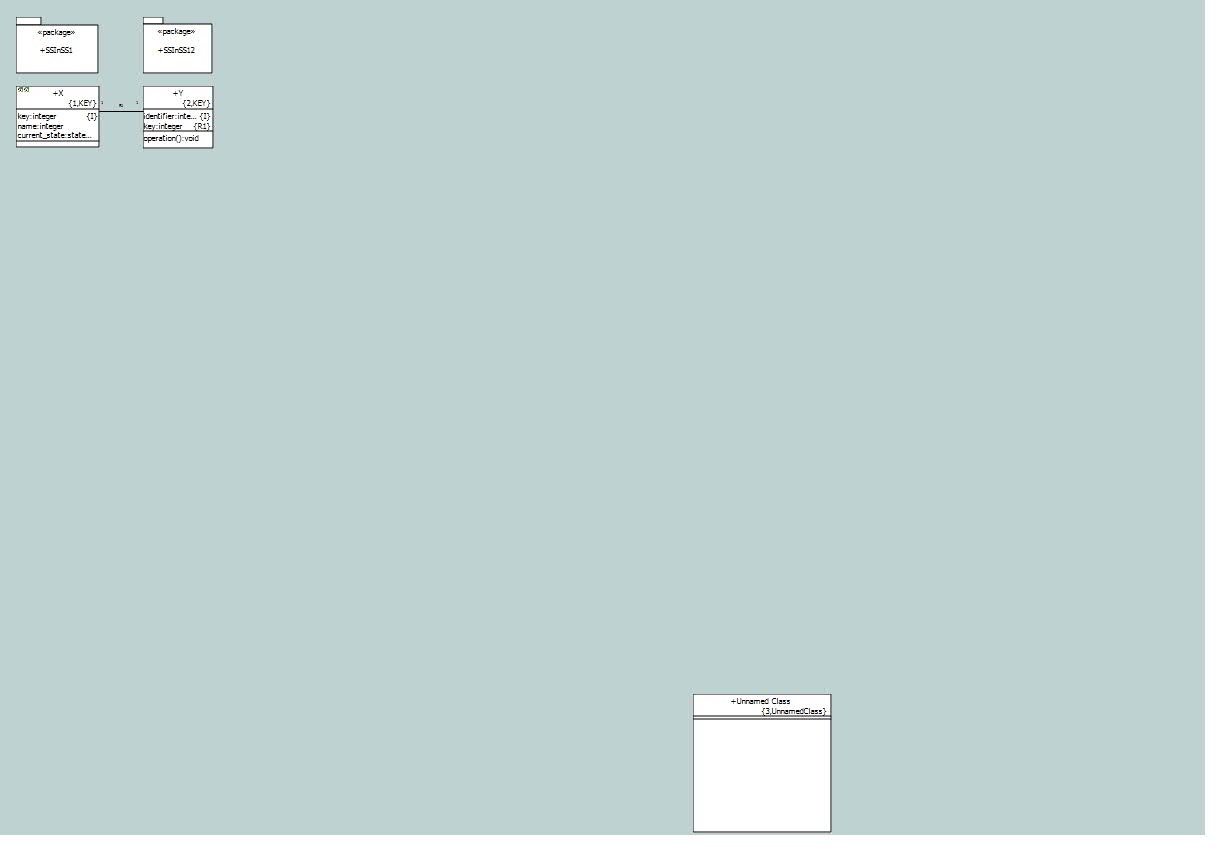 «package»
+SSInSS1
«package»
+SSInSS12
+X
{1,KEY}
key:integer {I}
name:integer
current_state:state...
1
1
+Y
{2,KEY}
identifier:inte... {I}
key:integer {R1}
operation():void
+Unnamed Class
{3,UnnamedClass}